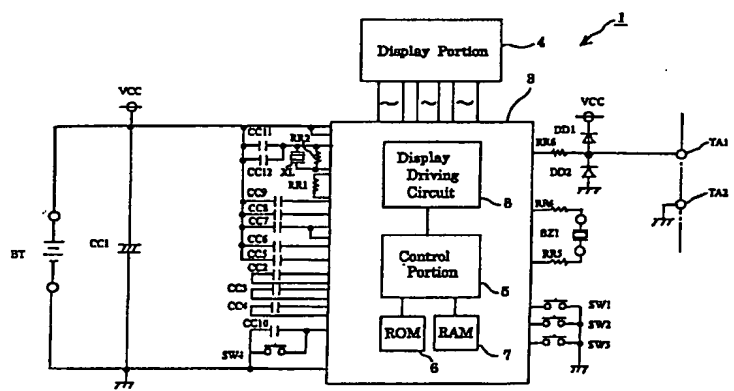 1
Display Portion
4
3
VCC
VCC
CC11
RR2
CC12
XL
RR1
CC9
CC8
CC7
CC6
CC5
CC2
CC3
CC4
CC10
SW4
BT
CC1
Display
Driving
Circuit
8
Control
Portion
5
ROM
RAM
6
7
DD1
RR6
DD2
TA1
TA2
RR6
BZ1
RR5
SW1
SW2
SW3